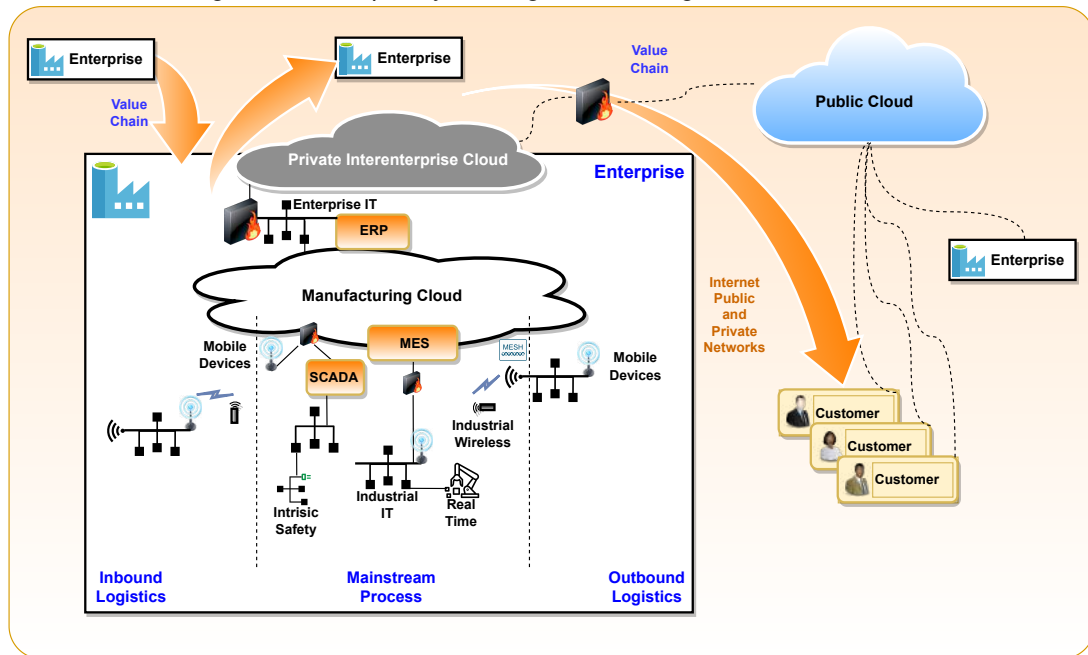 Enterprise
Enterprise
Value
Chain
Value
Chain
Public Cloud
Private Interenterprise Cloud
Enterprise
Enterprise IT
ERP
Enterprise
Manufacturing Cloud
Internet
Public
and
Private
Networks
MES
MESH
Mobile
Devices
Mobile
Devices
SCADA
Industrial
Wireless
Customer
Customer
Customer
Intrisic
Safety
Industrial
IT
Real
Time
Inbound
Logistics
Mainstream
Process
Outbound
Logistics